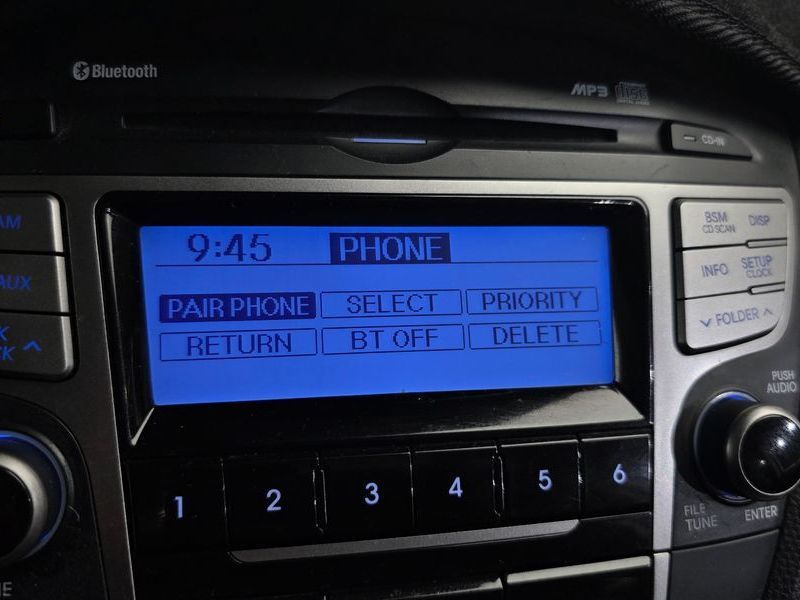 Bluetooth
MP3 disc
CD-IN
AM
AUX
BSM
CD SCAN
DISP
INFO
SETUP
CLOCK
FOLDER
9:45 PHONE
PAIR PHONE SELECT PRIORITY
RETURN BT OFF DELETE
PUSH
AUDIO
1 2 3 4 5 6
FILE
TUNE
ENTER